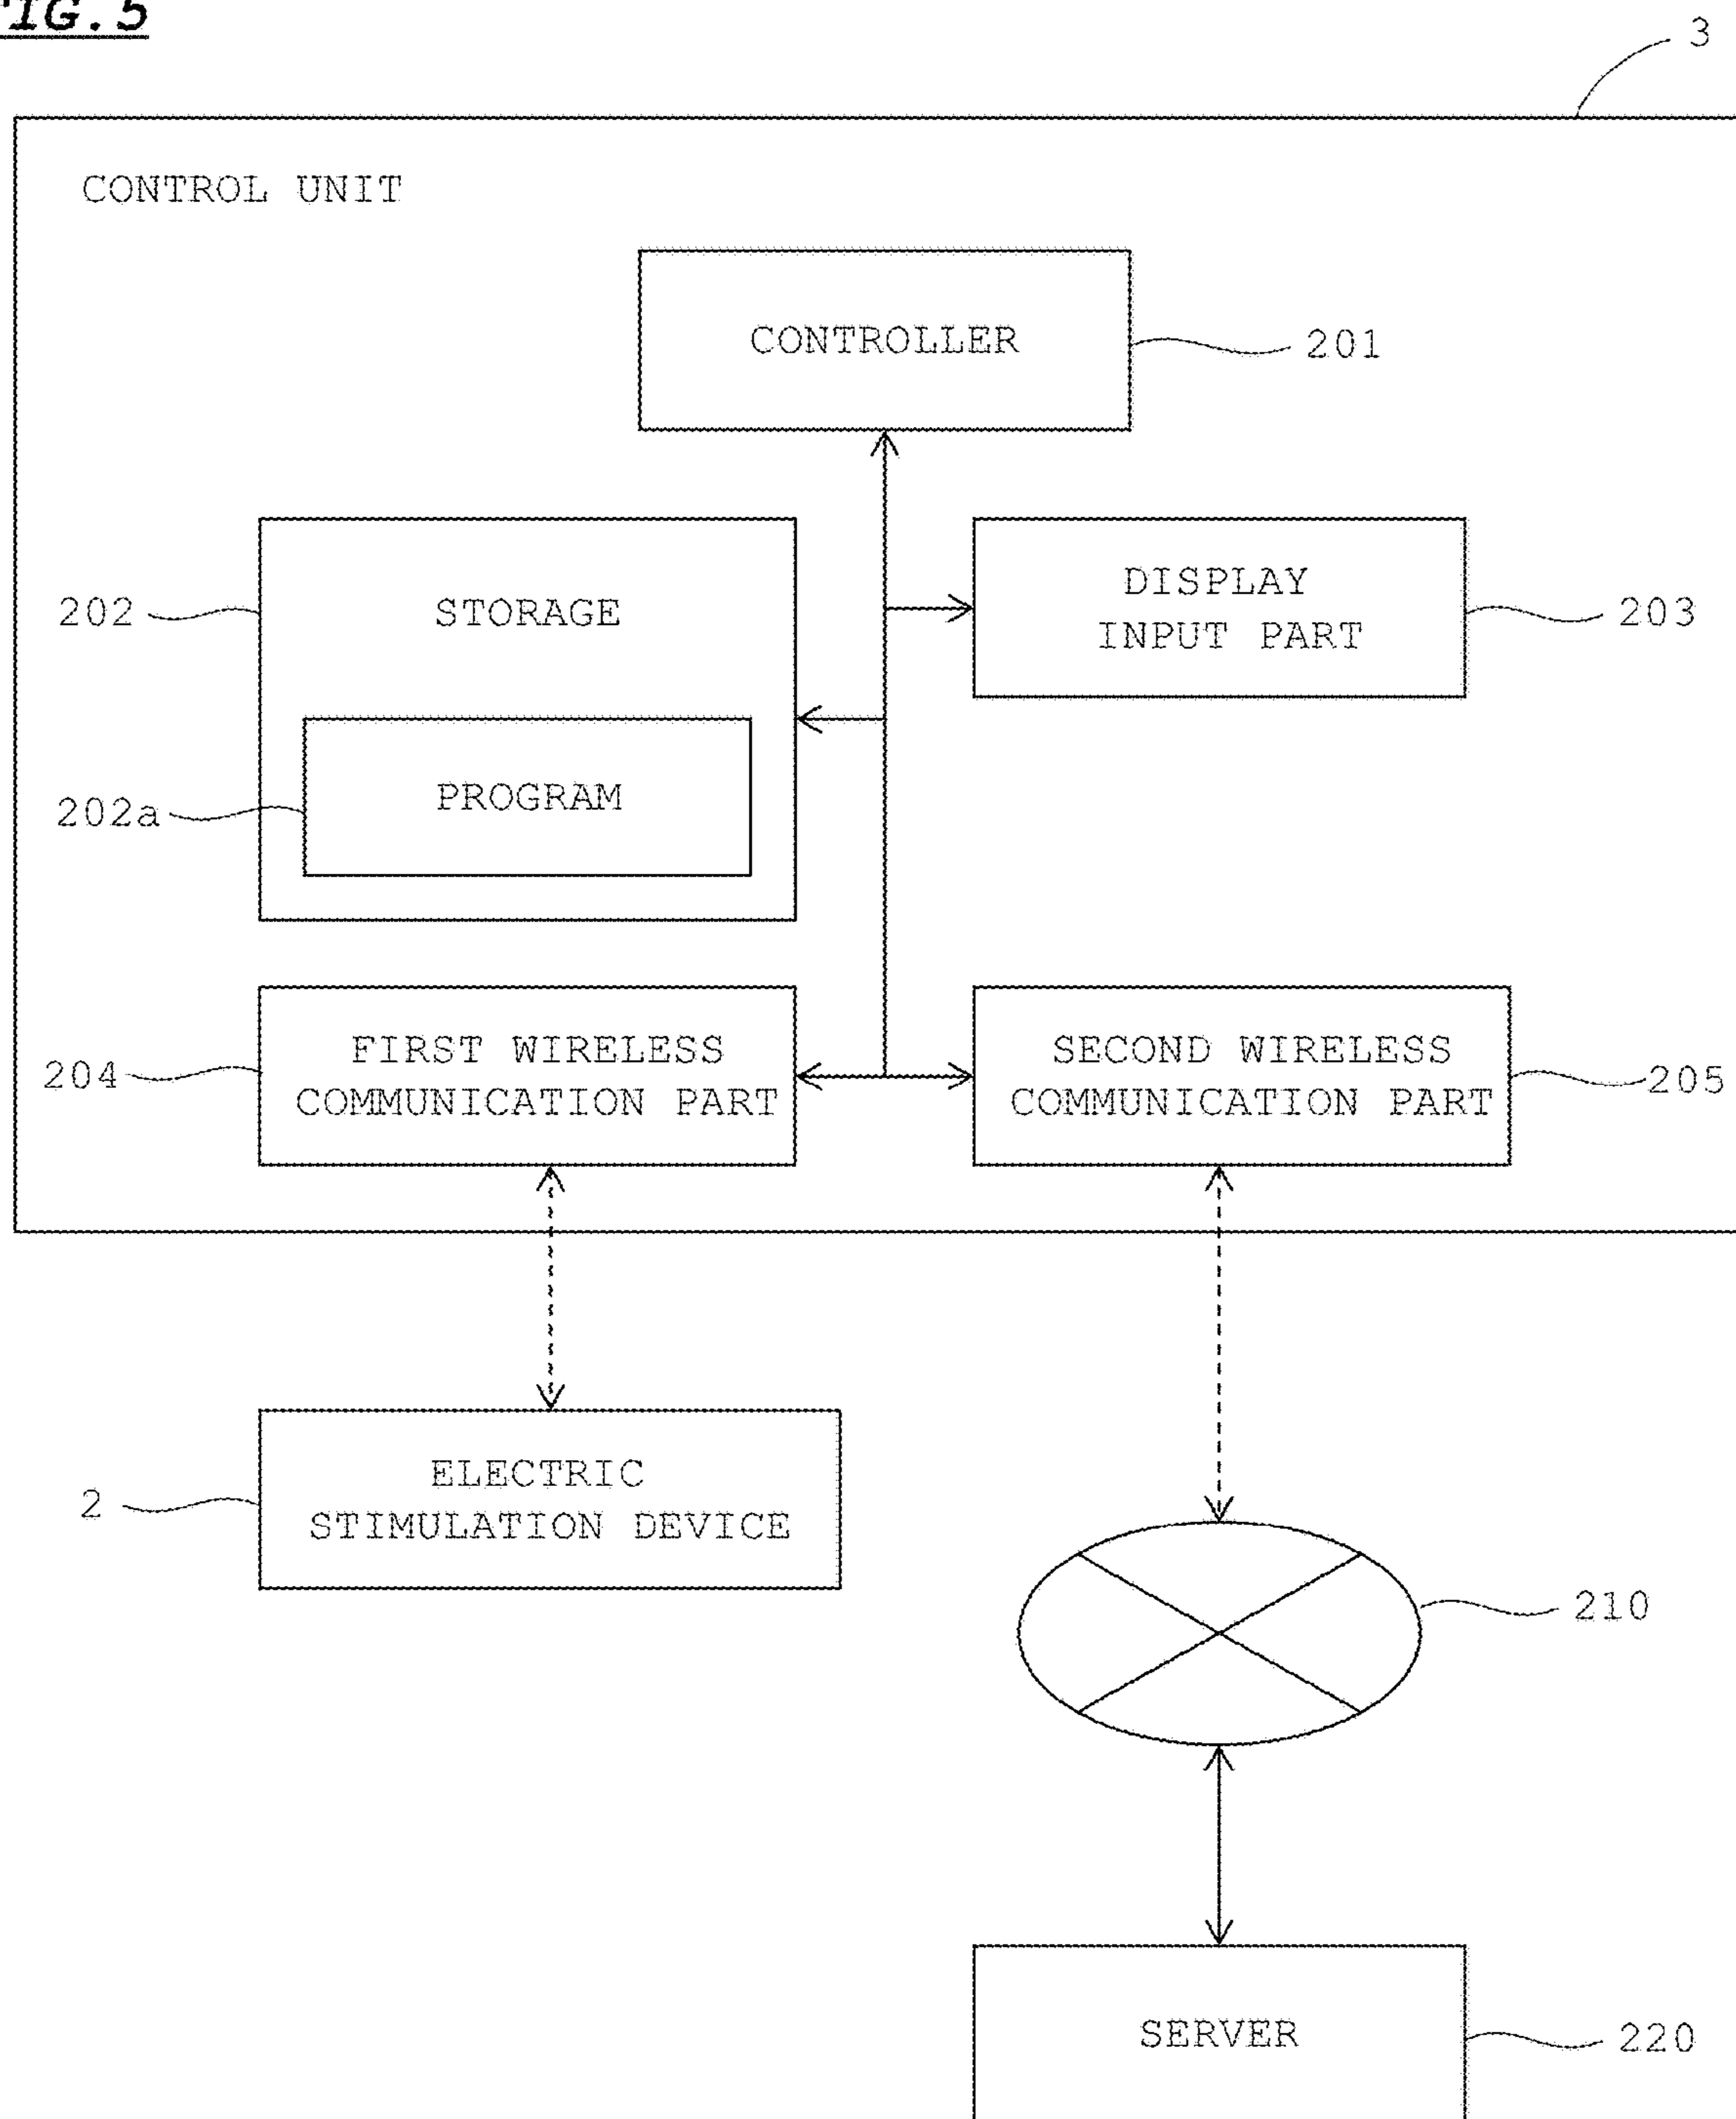 FIG. 5
3
CONTROL UNIT
CONTROLLER
201
202
STORAGE
DISPLAY
INPUT PART
203
202a
PROGRAM
204
FIRST WIRELESS
COMMUNICATION PART
SECOND WIRELESS
COMMUNICATION PART
205
2
ELECTRIC
STIMULATION DEVICE
210
SERVER
220